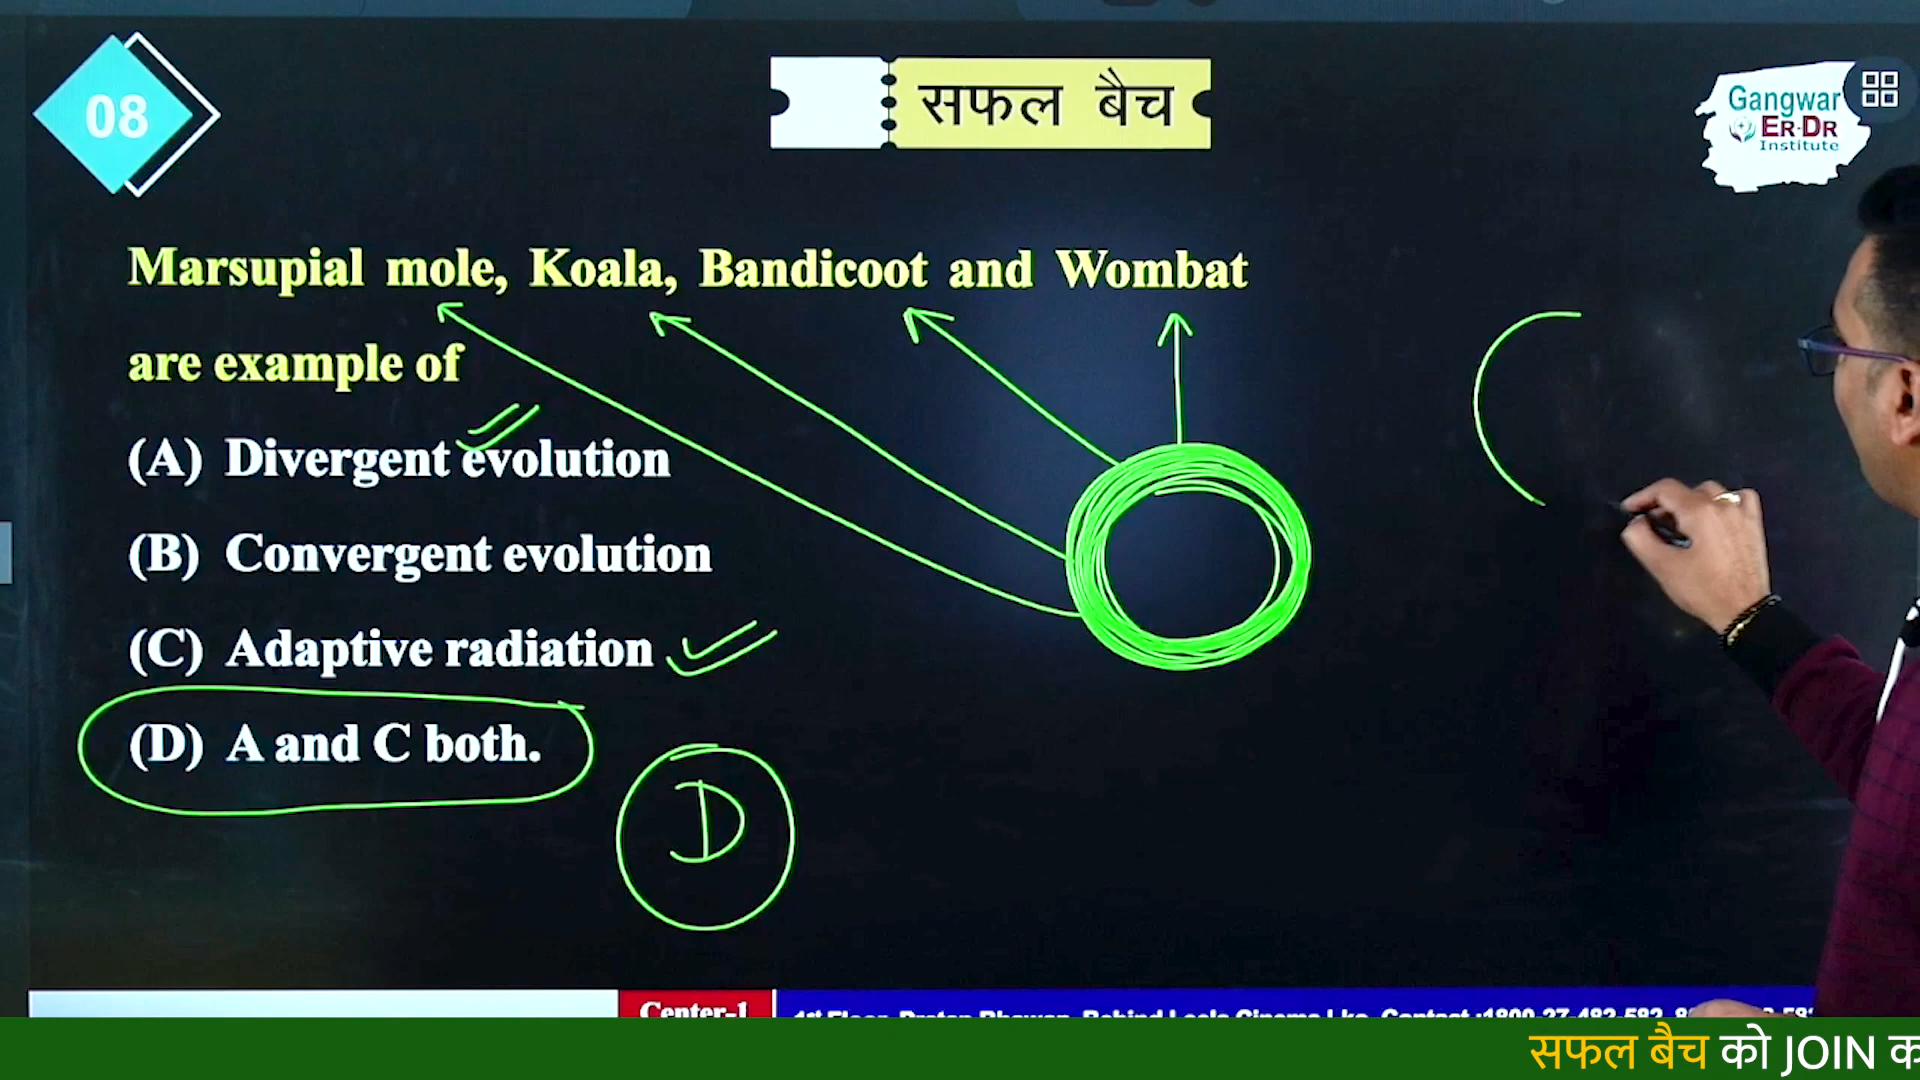 08
सफल बैच
Gangwar
ER-DR
Institute
Marsupial mole, Koala, Bandicoot and Wombat
are example of
(A) Divergent evolution
(B) Convergent evolution
(C) Adaptive radiation
(D) A and C both.
D
Center-1
सफल बैच को JOIN